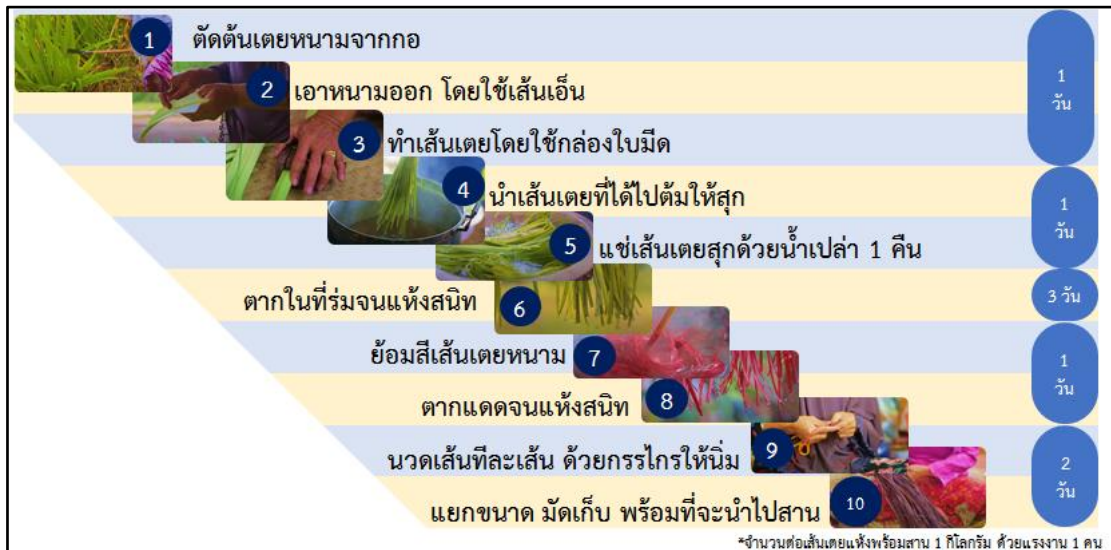 1 ตัดต้นเตยหนามจากกอ
2 เอาหนามออก โดยใช้เส้นเอ็น
3 ทำเส้นเตยโดยใช้กล่องใบมีด
1
วัน
4 นำเส้นเตยที่ได้ไปต้มให้สุก
5 แช่เส้นเตยสุกด้วยน้ำเปล่า 1 คืน
1
วัน
ตากในที่ร่มจนแห้งสนิท 6
3 วัน
ย้อมสีเส้นเตยหนาม 7
ตากแดดจนแห้งสนิท 8
1
วัน
นวดเส้นทีละเส้น ด้วยกรรไกรให้นิ่ม 9
แยกขนาด มัดเก็บ พร้อมที่จะนำไปสาน 10
2
วัน
*จำนวนต่อเส้นเตยแห้งพร้อมสาน 1 กิโลกรัม ด้วยแรงงาน 1 คน